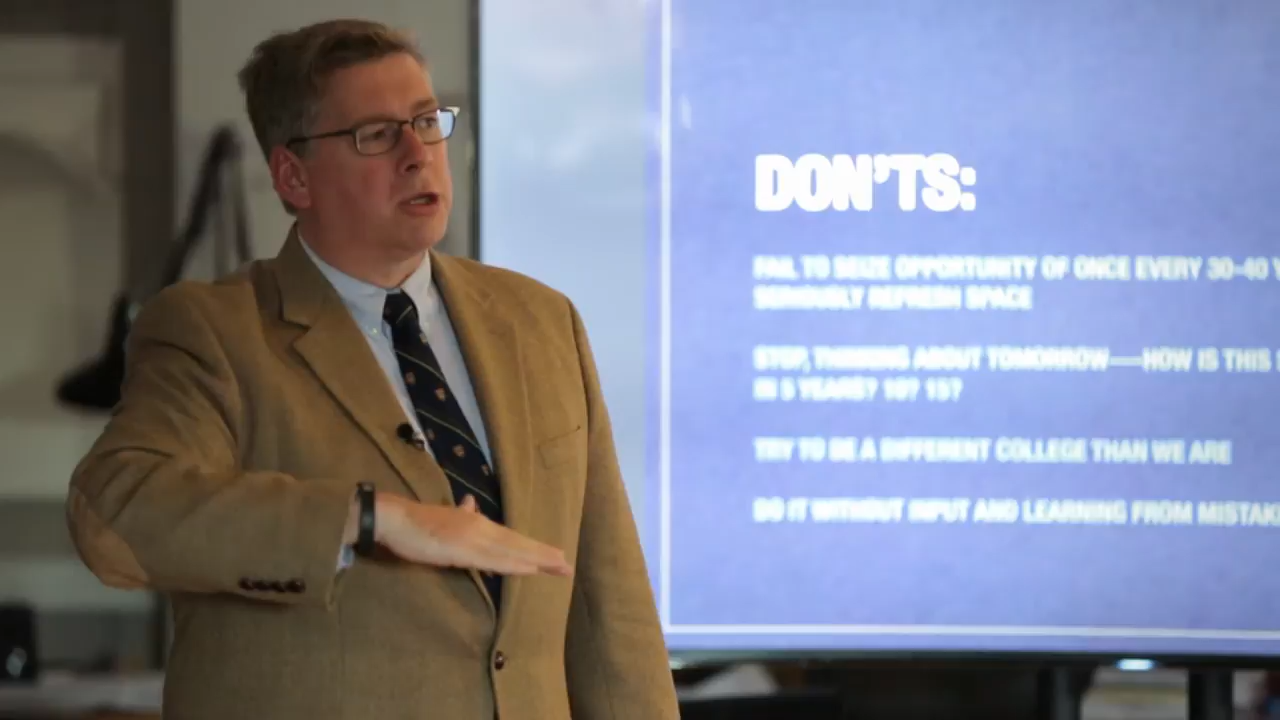 DON'TS:
FAIL TO SEIZE OPPORTUNITY OF ONCE EVERY 30-40
SERIOUSLY REFRESH SPACE
STOP, THINKING ABOUT TOMORROW—HOW IS THIS
IN 5 YEARS? 10? 15?
TRY TO BE A DIFFERENT COLLEGE THAN WE ARE
DO IT WITHOUT INPUT AND LEARNING FROM